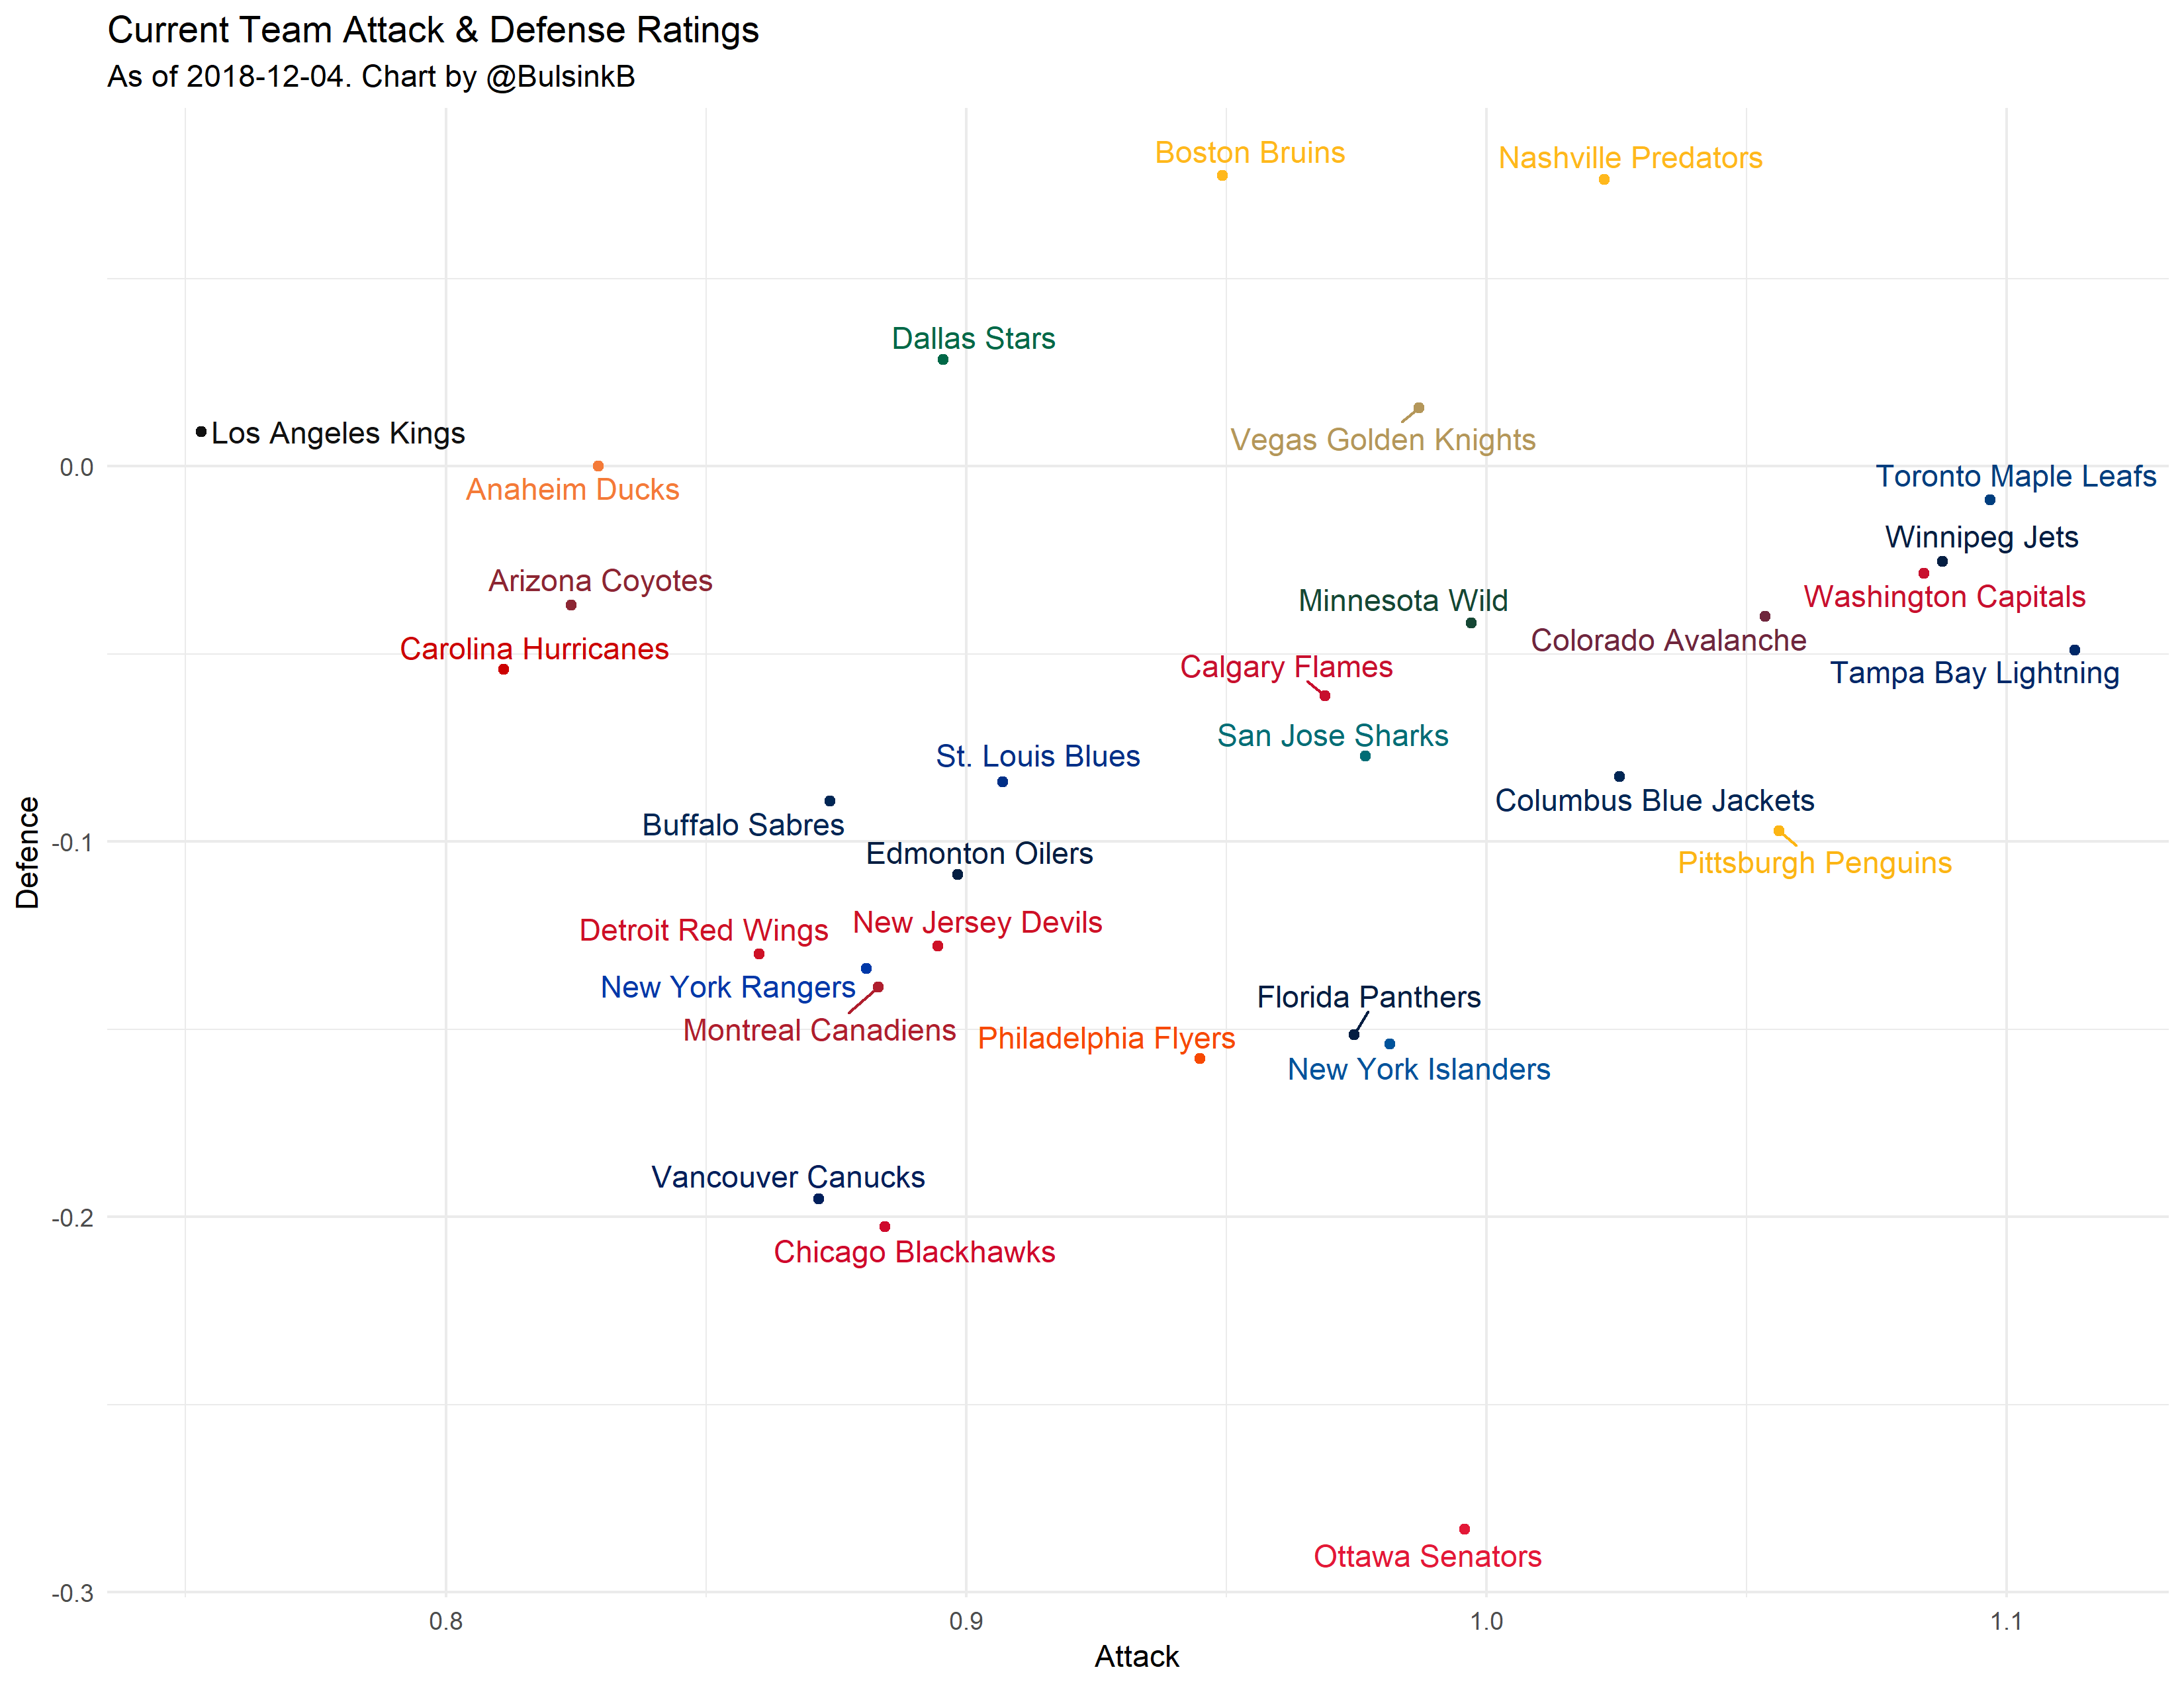 Current Team Attack & Defense Ratings
As of 2018-12-04. Chart by @BulsinkB
Boston Bruins
Nashville Predators
Dallas Stars
Los Angeles Kings
Vegas Golden Knights
0.0
Toronto Maple Leafs
Anaheim Ducks
Winnipeg Jets
Arizona Coyotes
Washington Capitals
Minnesota Wild
Colorado Avalanche
Carolina Hurricanes
Calgary Flames
Tampa Bay Lightning
San Jose Sharks
St. Louis Blues
Columbus Blue Jackets
Buffalo Sabres
-0.1
Defence
Edmonton Oilers
Pittsburgh Penguins
New Jersey Devils
Detroit Red Wings
New York Rangers
Florida Panthers
Montreal Canadiens
Philadelphia Flyers
New York Islanders
Vancouver Canucks
-0.2
Chicago Blackhawks
Ottawa Senators
-0.3
0.8 0.9 1.0 1.1
Attack